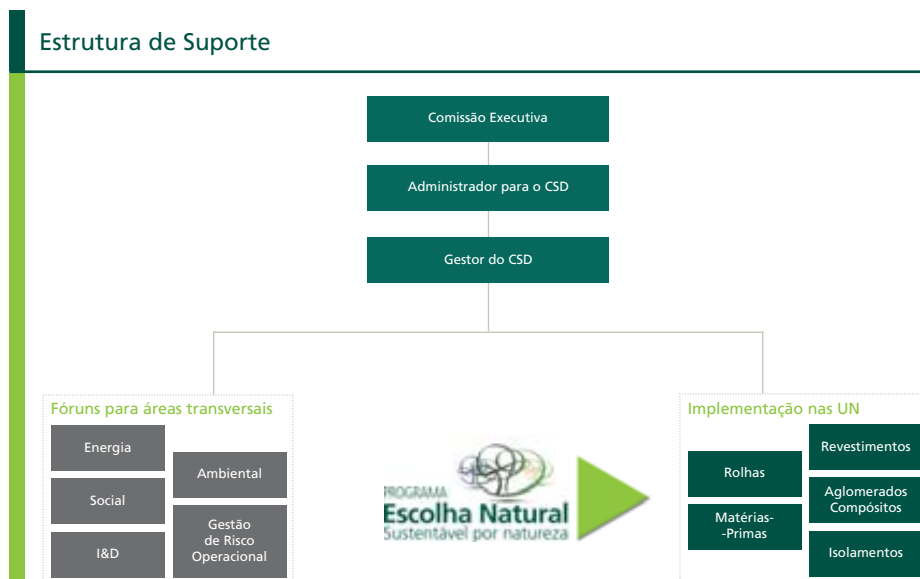 Estrutura de Suporte
Comissão Executiva
Administrador para o CSD
Gestor do CSD
Fóruns para áreas transversais
Energia
Social
I&D
Ambiental
Gestão
de Risco
Operacional
PROGRAMA
Escolha Natural
Sustentável por natureza
Implementação nas UN
Rolhas
Matérias-
-Primas
Revestimentos
Aglomerados
Compósitos
Isolamentos